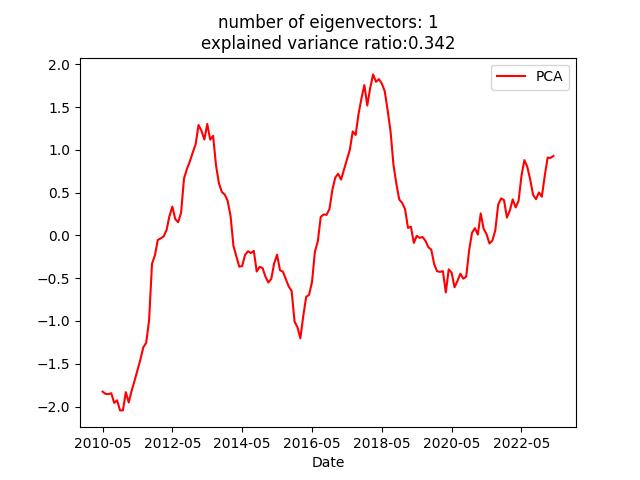 number of eigenvectors: 1
explained variance ratio:0.342
PCA
2.0
1.5
1.0
0.5
0.0
−0.5
−1.0
−1.5
−2.0
2010-05 2012-05 2014-05 2016-05 2018-05 2020-05 2022-05
Date